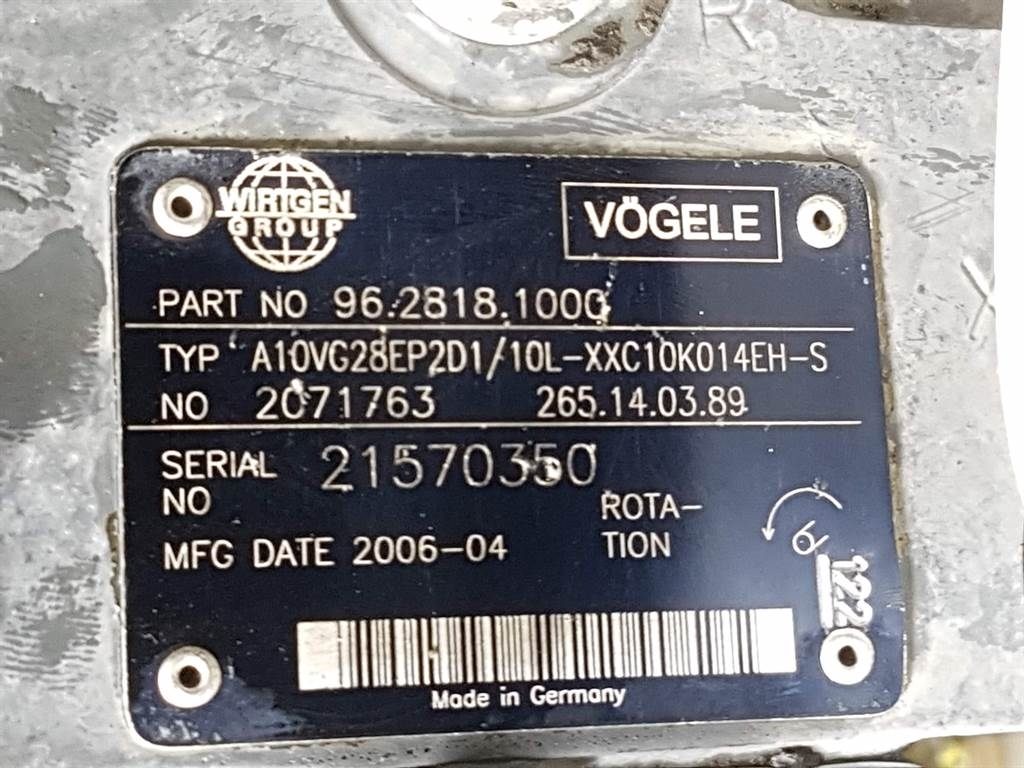 R
WIRTGEN
GROUP
VÖGELE
PART NO 96.2818.1000
TYP A10VG28EP2D1/10L-XXC10K014EH-S
NO 2071763 265.14.03.89
SERIAL NO 21570350
MFG DATE 2006-04
ROTA-
TION
1220
Made in Germany
X